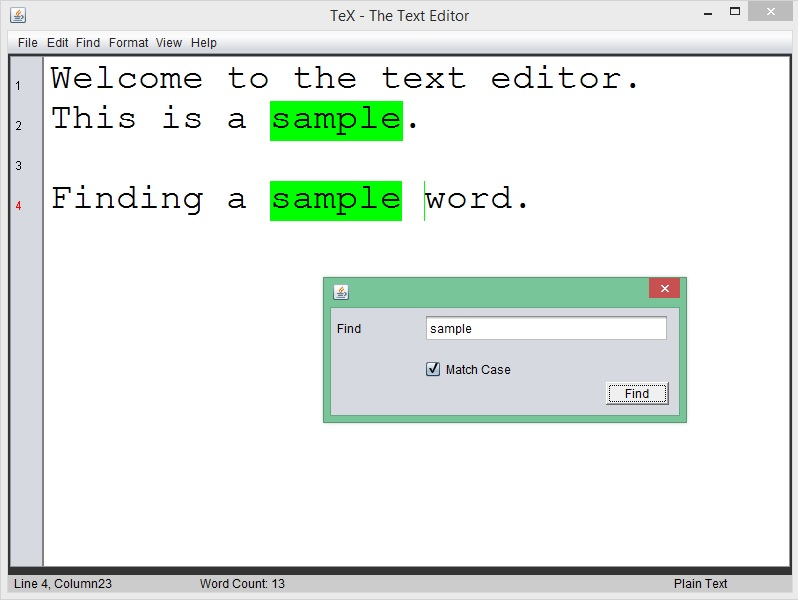 TeX - The Text Editor
File Edit Find Format View Help
1 Welcome to the text editor.
2 This is a sample.
3
4 Finding a sample word.
Find sample
Match Case
Find
Line 4, Column23 Word Count: 13 Plain Text